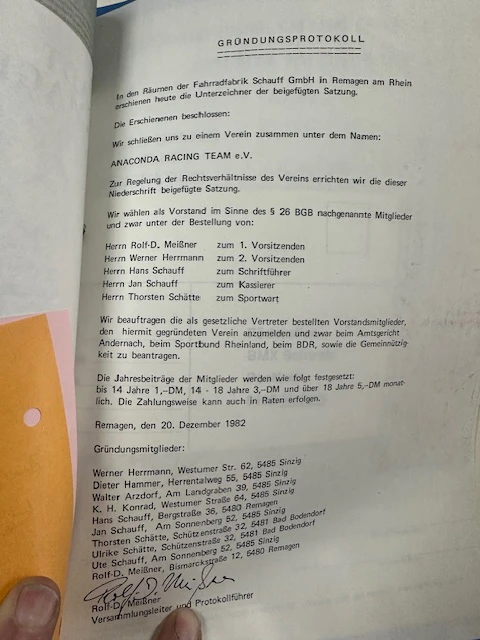 GRÜNDUNGSPROTOKOLL
In den Räumen der Fahrradfabrik Schauff GmbH in Remagen am Rhein
erschienen heute die Unterzeichner der beigefügten Satzung.
Die Erschienenen beschlossen:
Wir schließen uns zu einem Verein zusammen unter dem Namen:
ANACONDA RACING TEAM e.V.
Zur Regelung der Rechtsverhältnisse des Vereins errichten wir die dieser
Niederschrift beigefügte Satzung.
Wir wählen als Vorstand im Sinne des § 26 BGB nachgenannte Mitglieder
und zwar unter der Bestellung von:
Herrn Rolf-D. Meißner zum 1. Vorsitzenden
Herrn Werner Herrmann zum 2. Vorsitzenden
Herrn Hans Schauff zum Schriftführer
Herrn Jan Schauff zum Kassierer
Herrn Thorsten Schätte zum Sportwart
Wir beauftragen die als gesetzliche Vertreter bestellten Vorstandsmitglieder,
den hiermit gegründeten Verein anzumelden und zwar beim Amtsgericht
Andernach, beim Sportbund Rheinland, beim BDR, sowie die Gemeinnützig-
keit zu beantragen.
Die Jahresbeiträge der Mitglieder werden wie folgt festgesetzt:
bis 14 Jahre 1,-DM, 14 - 18 Jahre 3,-DM und über 18 Jahre 5,-DM monat-
lich. Die Zahlungsweise kann auch in Raten erfolgen.
Remagen, den 20. Dezember 1982
Gründungsmitglieder:
Werner Herrmann, Westumer Str. 62, 5485 Sinzig
Dieter Hammer, Herrentalweg 55, 5485 Sinzig
Walter Arzdorf, Am Landgraben 39, 5485 Sinzig
K. H. Konrad, Westumer Straße 64, 5485 Sinzig
Hans Schauff, Bergstraße 36, 5480 Remagen
Jan Schauff, Am Sonnenberg 52, 5485 Sinzig
Thorsten Schätte, Schützenstraße 32, 5481 Bad Bodendorf
Ulrike Schätte, Schützenstraße 32, 5481 Bad Bodendorf
Ute Schauff, Am Sonnenberg 52, 5485 Sinzig
Rolf-D. Meißner, Bismarckstraße 12, 5480 Remagen
Rolf-D. Meißner
Rolf-D. Meißner
Versammlungsleiter und Protokollführer